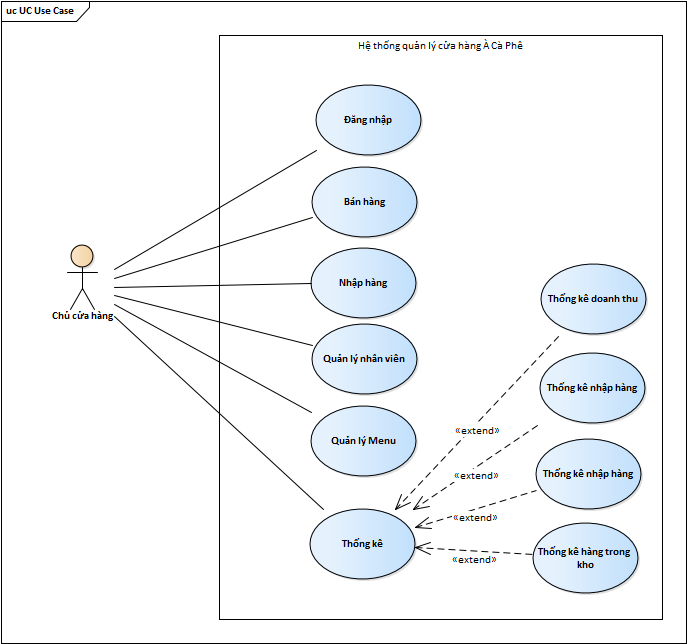 uc UC Use Case
Hệ thống quản lý cửa hàng À Cà Phê
Đăng nhập
Bán hàng
Nhập hàng
Chủ cửa hàng
Quản lý nhân viên
Quản lý Menu
Thống kê
Thống kê doanh thu
Thống kê nhập hàng
Thống kê nhập hàng
Thống kê hàng trong
kho
«extend»
«extend»
«extend»
«extend»